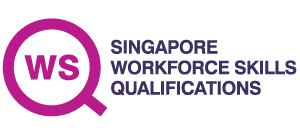 WS
SINGAPORE
WORKFORCE SKILLS
QUALIFICATIONS